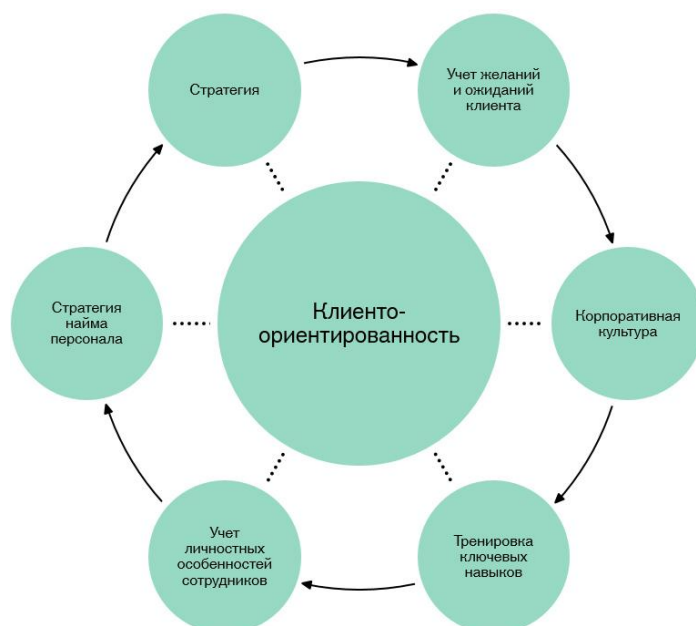 Стратегия
Учет желаний
и ожиданий
клиента
Корпоративная
культура
Тренировка
ключевых
навыков
Учет
личностных
особенностей
сотрудников
Стратегия
найма
персонала
Клиенто-
ориентированность